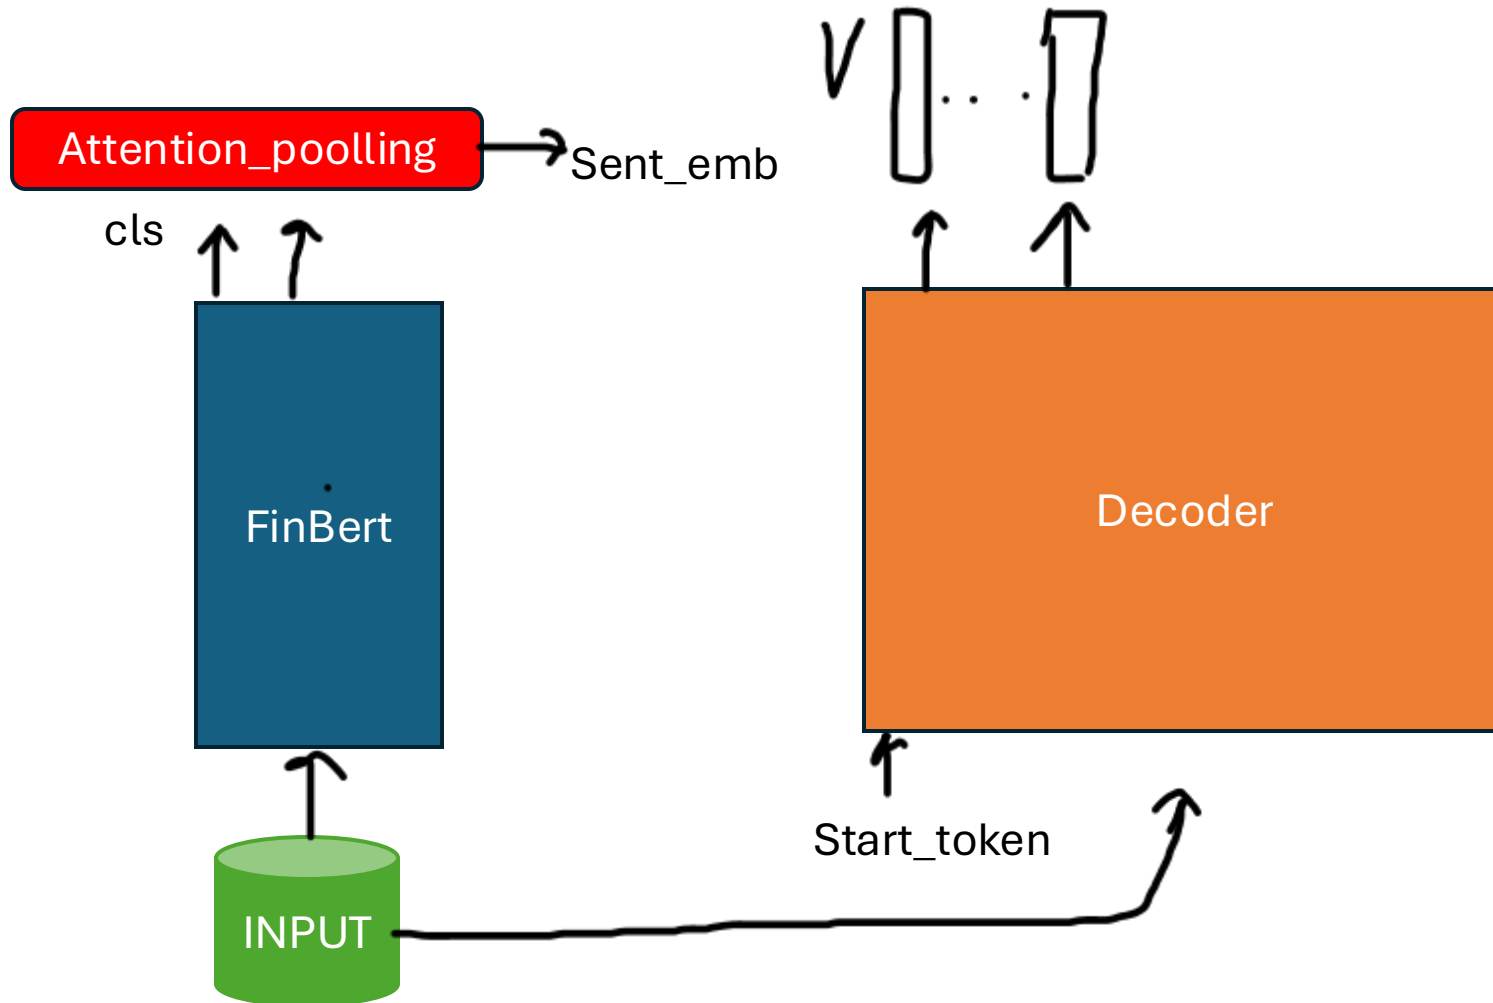 V
Attention_poolling
Sent_emb
cls
FinBert
Decoder
Start_token
INPUT